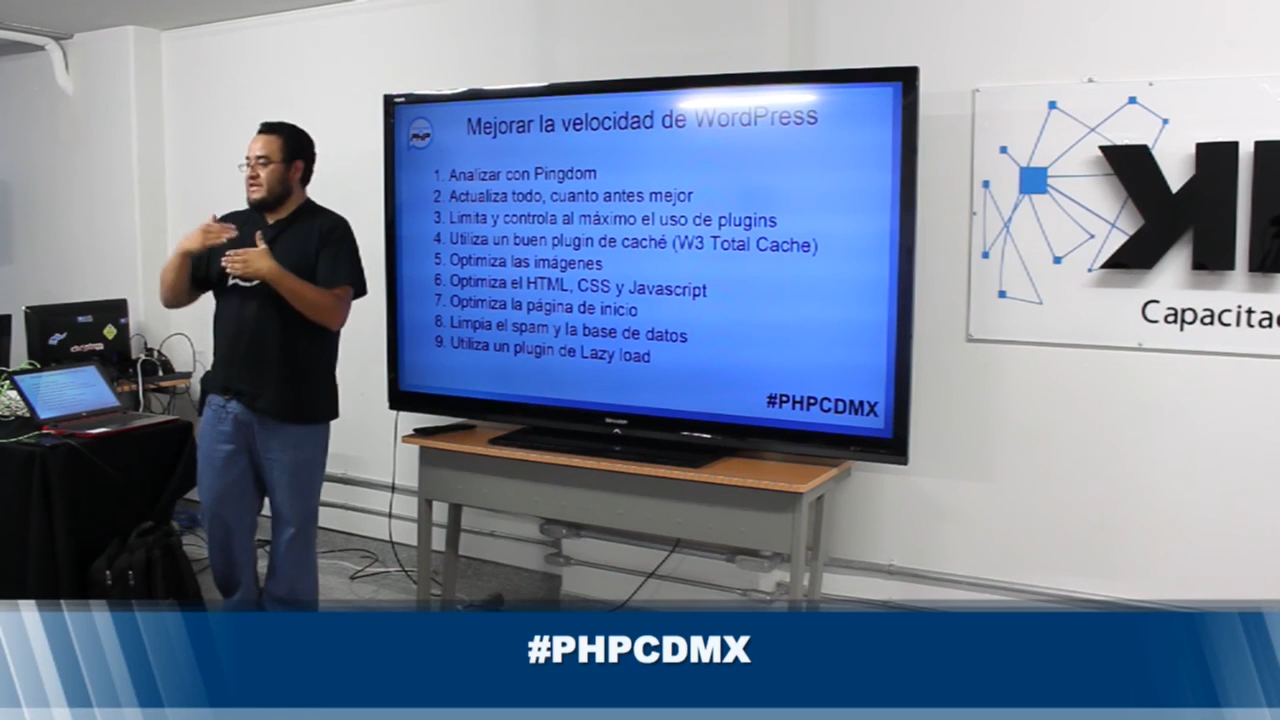 PHP
Mejorar la velocidad de WordPress
1. Analizar con Pingdom
2. Actualiza todo, cuanto antes mejor
3. Limita y controla al máximo el uso de plugins
4. Utiliza un buen plugin de caché (W3 Total Cache)
5. Optimiza las imágenes
6. Optimiza el HTML, CSS y Javascript
7. Optimiza la página de inicio
8. Limpia el spam y la base de datos
9. Utiliza un plugin de Lazy load
#PHPCDMX
Capacitac
#PHPCDMX